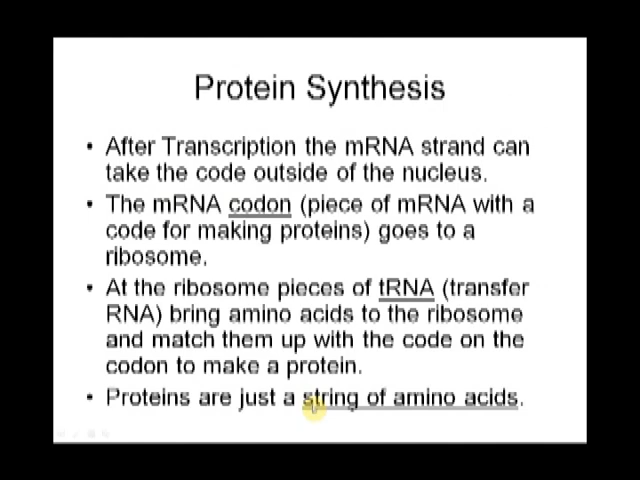 Protein Synthesis
• After Transcription the mRNA strand can
take the code outside of the nucleus.
• The mRNA codon (piece of mRNA with a
code for making proteins) goes to a
ribosome.
• At the ribosome pieces of tRNA (transfer
RNA) bring amino acids to the ribosome
and match them up with the code on the
codon to make a protein.
• Proteins are just a string of amino acids.